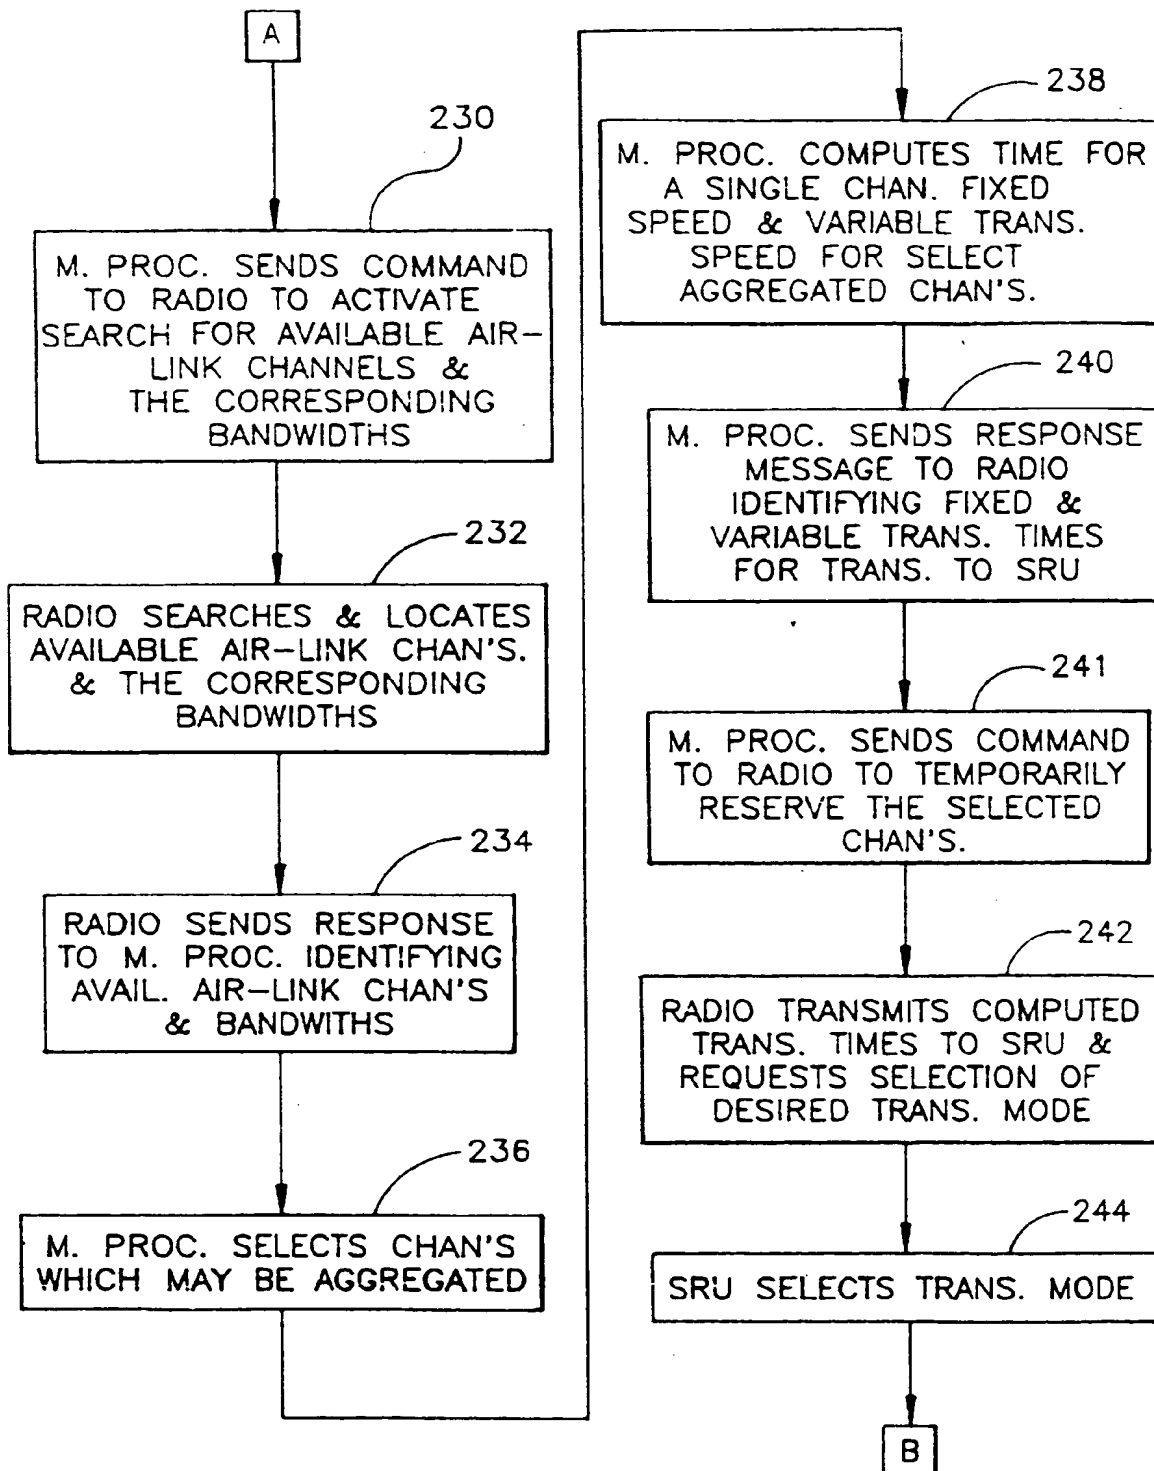 A
230
M. PROC. SENDS COMMAND
TO RADIO TO ACTIVATE
SEARCH FOR AVAILABLE AIR–
LINK CHANNELS &
THE CORRESPONDING
BANDWIDTHS
232
RADIO SEARCHES & LOCATES
AVAILABLE AIR–LINK CHAN'S.
& THE CORRESPONDING
BANDWIDTHS
234
RADIO SENDS RESPONSE
TO M. PROC. IDENTIFYING
AVAIL. AIR–LINK CHAN'S
& BANDWITHS
236
M. PROC. SELECTS CHAN'S
WHICH MAY BE AGGREGATED
238
M. PROC. COMPUTES TIME FOR
A SINGLE CHAN. FIXED
SPEED & VARIABLE TRANS.
SPEED FOR SELECT
AGGREGATED CHAN'S.
240
M. PROC. SENDS RESPONSE
MESSAGE TO RADIO
IDENTIFYING FIXED &
VARIABLE TRANS. TIMES
FOR TRANS. TO SRU
241
M. PROC. SENDS COMMAND
TO RADIO TO TEMPORARILY
RESERVE THE SELECTED
CHAN'S.
242
RADIO TRANSMITS COMPUTED
TRANS. TIMES TO SRU &
REQUESTS SELECTION OF
DESIRED TRANS. MODE
244
SRU SELECTS TRANS. MODE
B